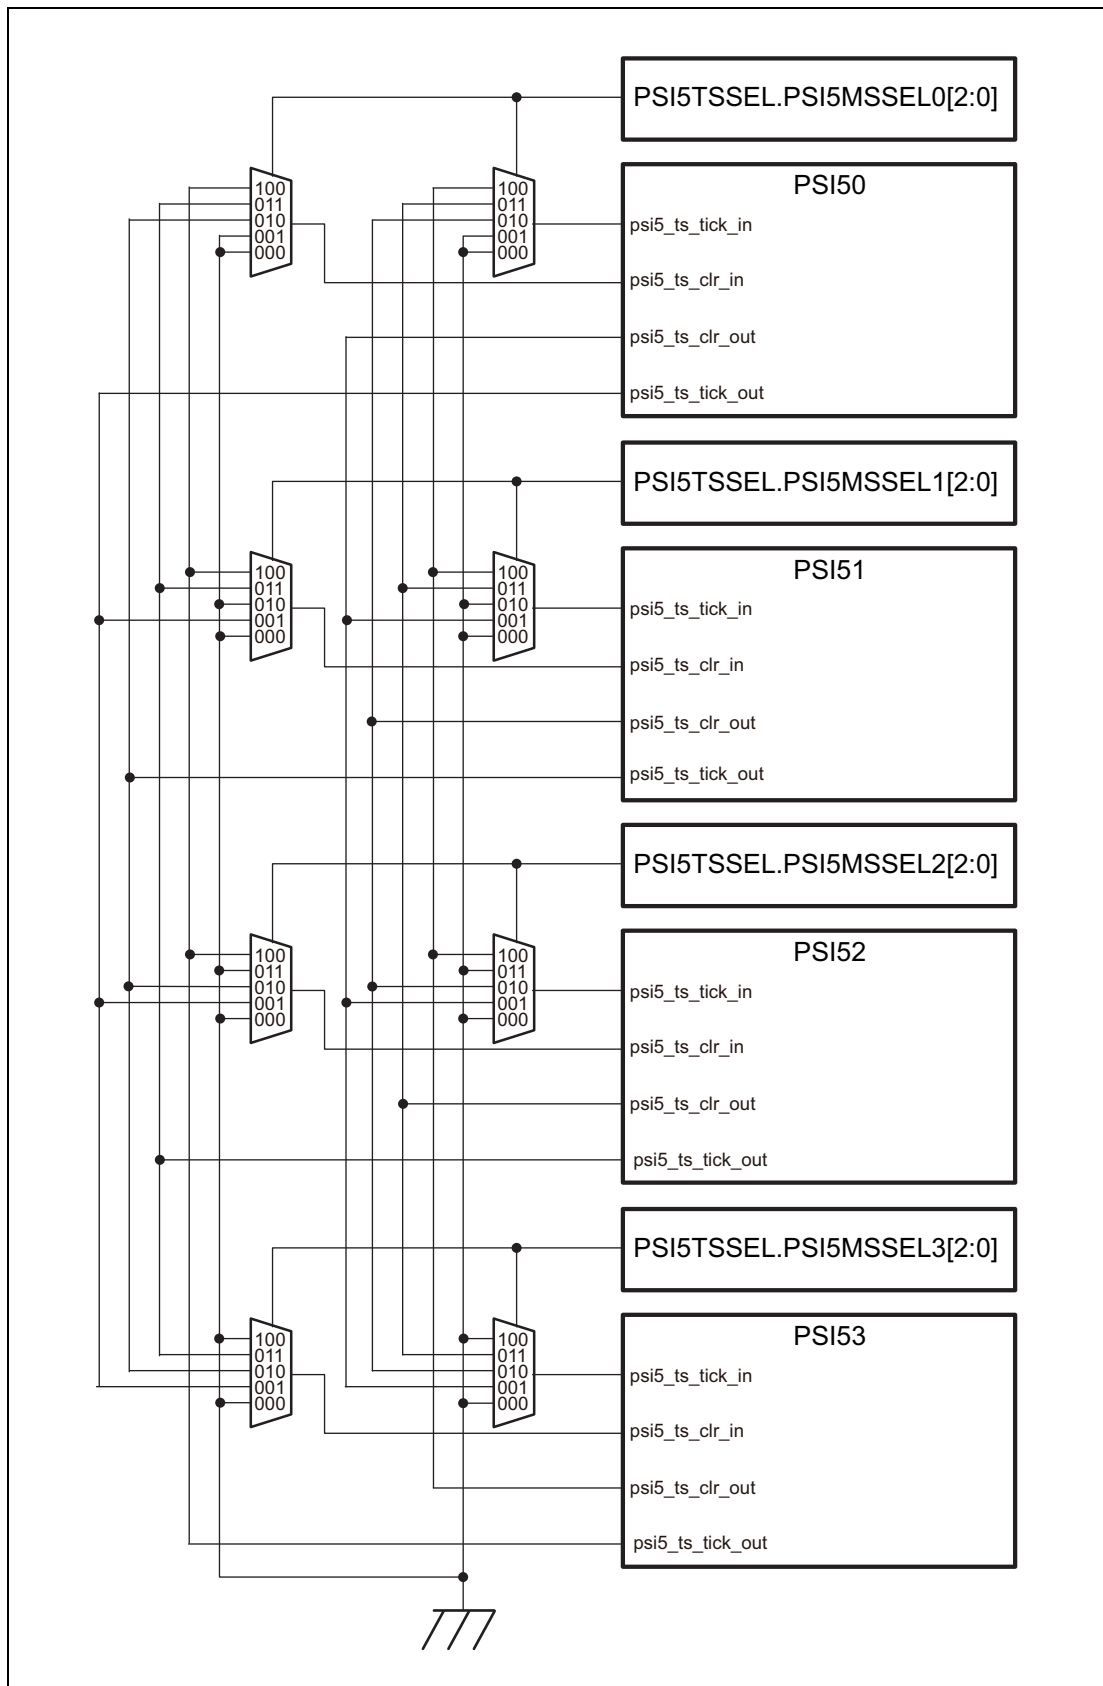 PSI5TSSEL.PSI5MSSEL0[2:0]
PSI50
100 100
011 011
010 010
001 001
000 000
psi5_ts_tick_in
psi5_ts_clr_in
psi5_ts_clr_out
psi5_ts_tick_out
PSI5TSSEL.PSI5MSSEL1[2:0]
PSI51
100 100
011 011
010 010
001 001
000 000
psi5_ts_tick_in
psi5_ts_clr_in
psi5_ts_clr_out
psi5_ts_tick_out
PSI5TSSEL.PSI5MSSEL2[2:0]
PSI52
100 100
011 011
010 010
001 001
000 000
psi5_ts_tick_in
psi5_ts_clr_in
psi5_ts_clr_out
psi5_ts_tick_out
PSI5TSSEL.PSI5MSSEL3[2:0]
PSI53
100 100
011 011
010 010
001 001
000 000
psi5_ts_tick_in
psi5_ts_clr_in
psi5_ts_clr_out
psi5_ts_tick_out